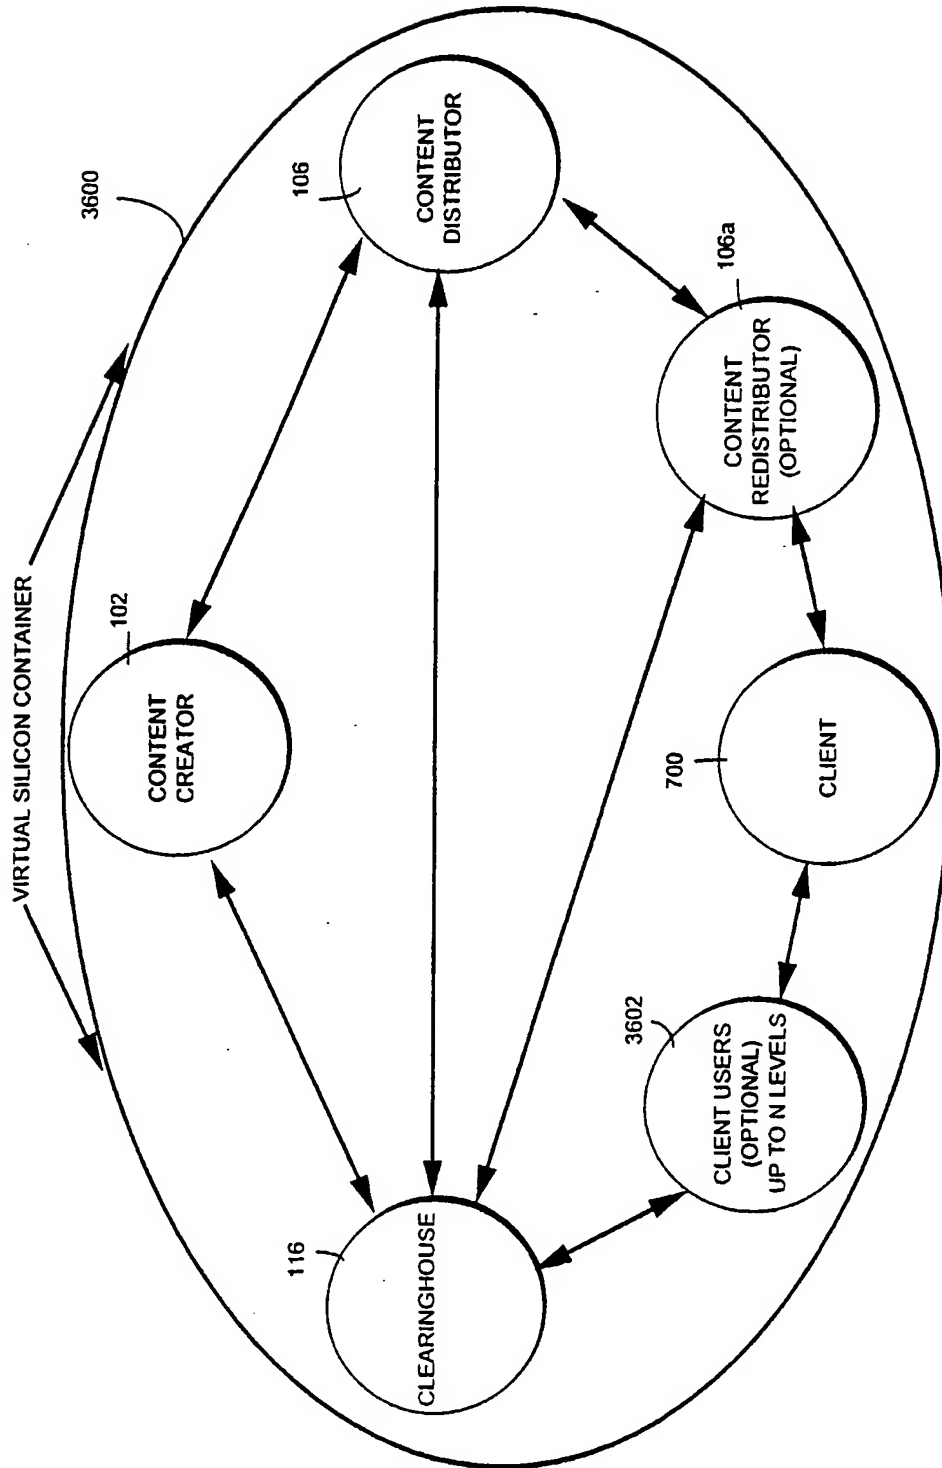 VIRTUAL SILICON CONTAINER
3600
102
CONTENT
CREATOR
106
CONTENT
DISTRIBUTOR
116
CLEARINGHOUSE
106a
CONTENT
REDISTRIBUTOR
(OPTIONAL)
3602
CLIENT USERS
(OPTIONAL)
UP TO N LEVELS
700
CLIENT